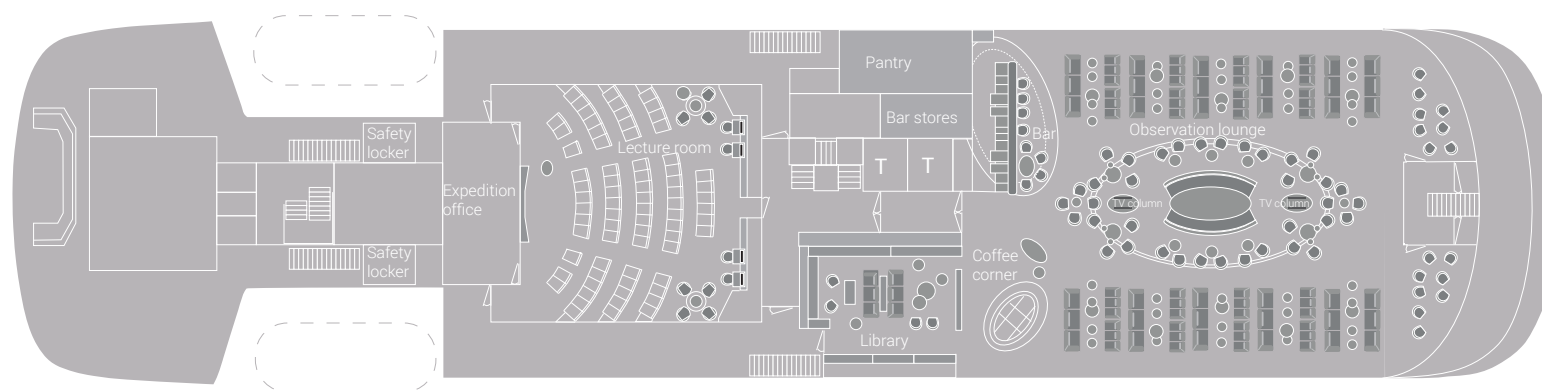 Pantry
Bar stores
Bar
Observation lounge
Safety
locker
Lecture room
T
T
Expedition
office
TV column
TV column
Safety
locker
Coffee
corner
Library